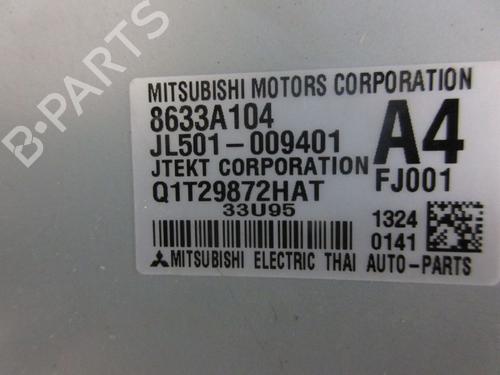 B-PARTS
MITSUBISHI MOTORS CORPORATION
8633A104
JL501-009401
A4
JTEKT CORPORATION
FJ001
Q1T29872HAT
33U95
1324
0141
MITSUBISHI ELECTRIC THAI AUTO-PARTS